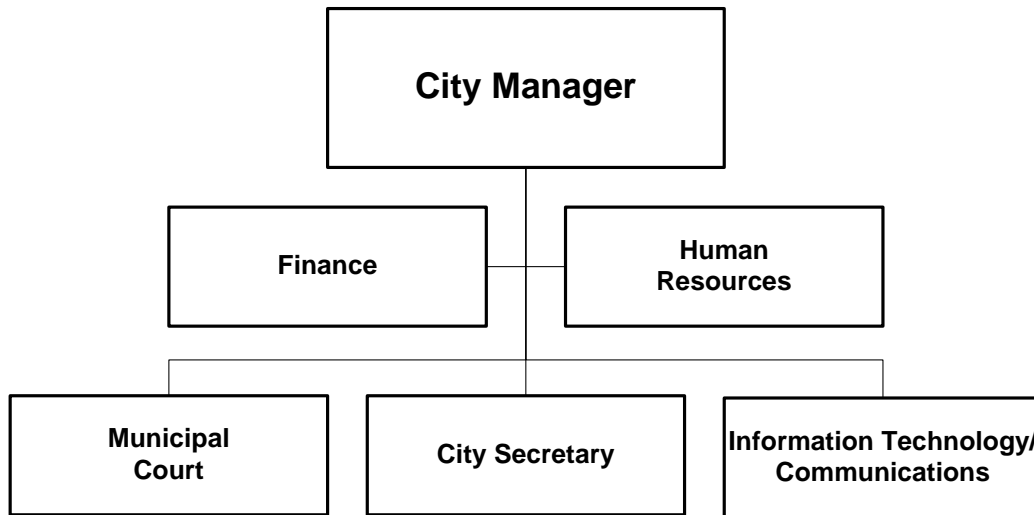 City Manager
Finance
Human
Resources
Municipal
Court
City Secretary
Information Technology/
Communications